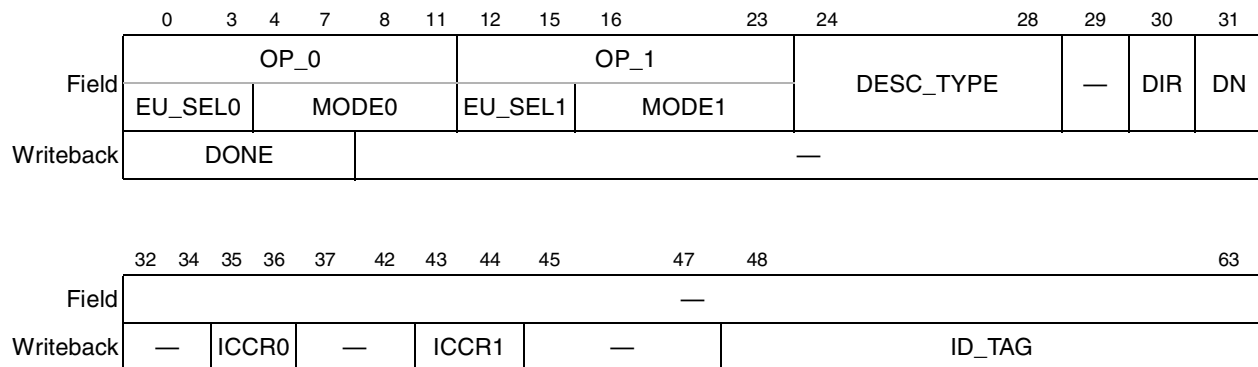 0 3 4 7 8 11 12 15 16 23 24 28 29 30 31
Field OP_0 OP_1 DESC_TYPE — DIR DN
EU_SEL0 MODE0 EU_SEL1 MODE1
Writeback DONE —
32 34 35 36 37 42 43 44 45 47 48 63
Field —
Writeback — ICCR0 — ICCR1 — ID_TAG